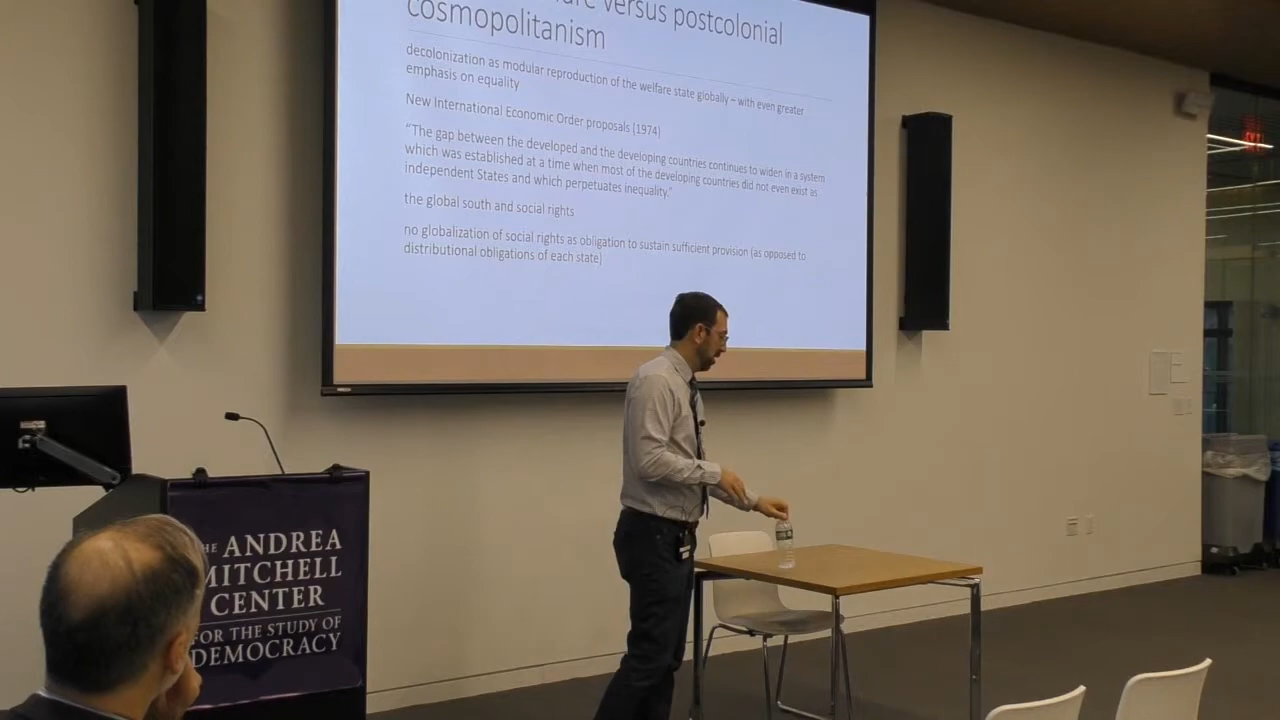 versus postcolonial
cosmopolitanism
decolonization as modular reproduction of the welfare state globally – with even greater
emphasis on equality
New International Economic Order proposals (1974)
“The gap between the developed and the developing countries continues to widen in a system
which was established at a time when most of the developing countries did not even exist as
independent States and which perpetuates inequality.”
the global south and social rights
no globalization of social rights as obligation to sustain sufficient provision (as opposed to
distributional obligations of each state)
ANDREA
MITCHELL
CENTER
FOR THE STUDY OF
DEMOCRACY